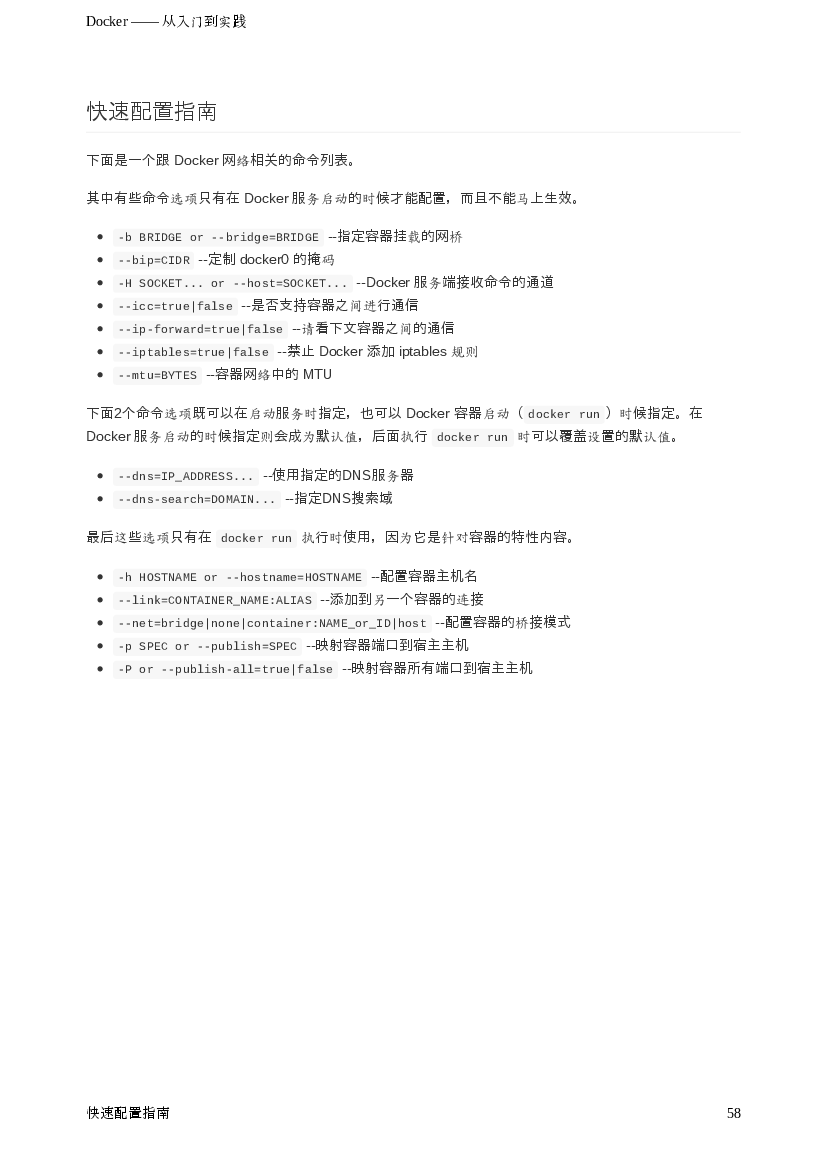 Docker —— 从入门到实践
快速配置指南
下面是一个跟 Docker 网络相关的命令列表。
其中有些命令选项只有在 Docker 服务启动的时候才能配置，而且不能马上生效。
-b BRIDGE or --bridge=BRIDGE --指定容器挂载的网桥
--bip=CIDR --定制 docker0 的掩码
-H SOCKET... or --host=SOCKET... --Docker 服务端接收命令的通道
--icc=true|false --是否支持容器之间进行通信
--ip-forward=true|false --请看下文容器之间的通信
--iptables=true|false --禁止 Docker 添加 iptables 规则
--mtu=BYTES --容器网络中的 MTU
下面2个命令选项既可以在启动服务时指定，也可以 Docker 容器启动（ docker run ）时候指定。在
Docker 服务启动的时候指定则会成为默认值，后面执行 docker run 时可以覆盖设置的默认值。
--dns=IP_ADDRESS... --使用指定的DNS服务器
--dns-search=DOMAIN... --指定DNS搜索域
最后这些选项只有在 docker run 执行时使用，因为它是针对容器的特性内容。
-h HOSTNAME or --hostname=HOSTNAME --配置容器主机名
--link=CONTAINER_NAME:ALIAS --添加到另一个容器的连接
--net=bridge|none|container:NAME_or_ID|host --配置容器的桥接模式
-p SPEC or --publish=SPEC --映射容器端口到宿主主机
-P or --publish-all=true|false --映射容器所有端口到宿主主机
快速配置指南 58